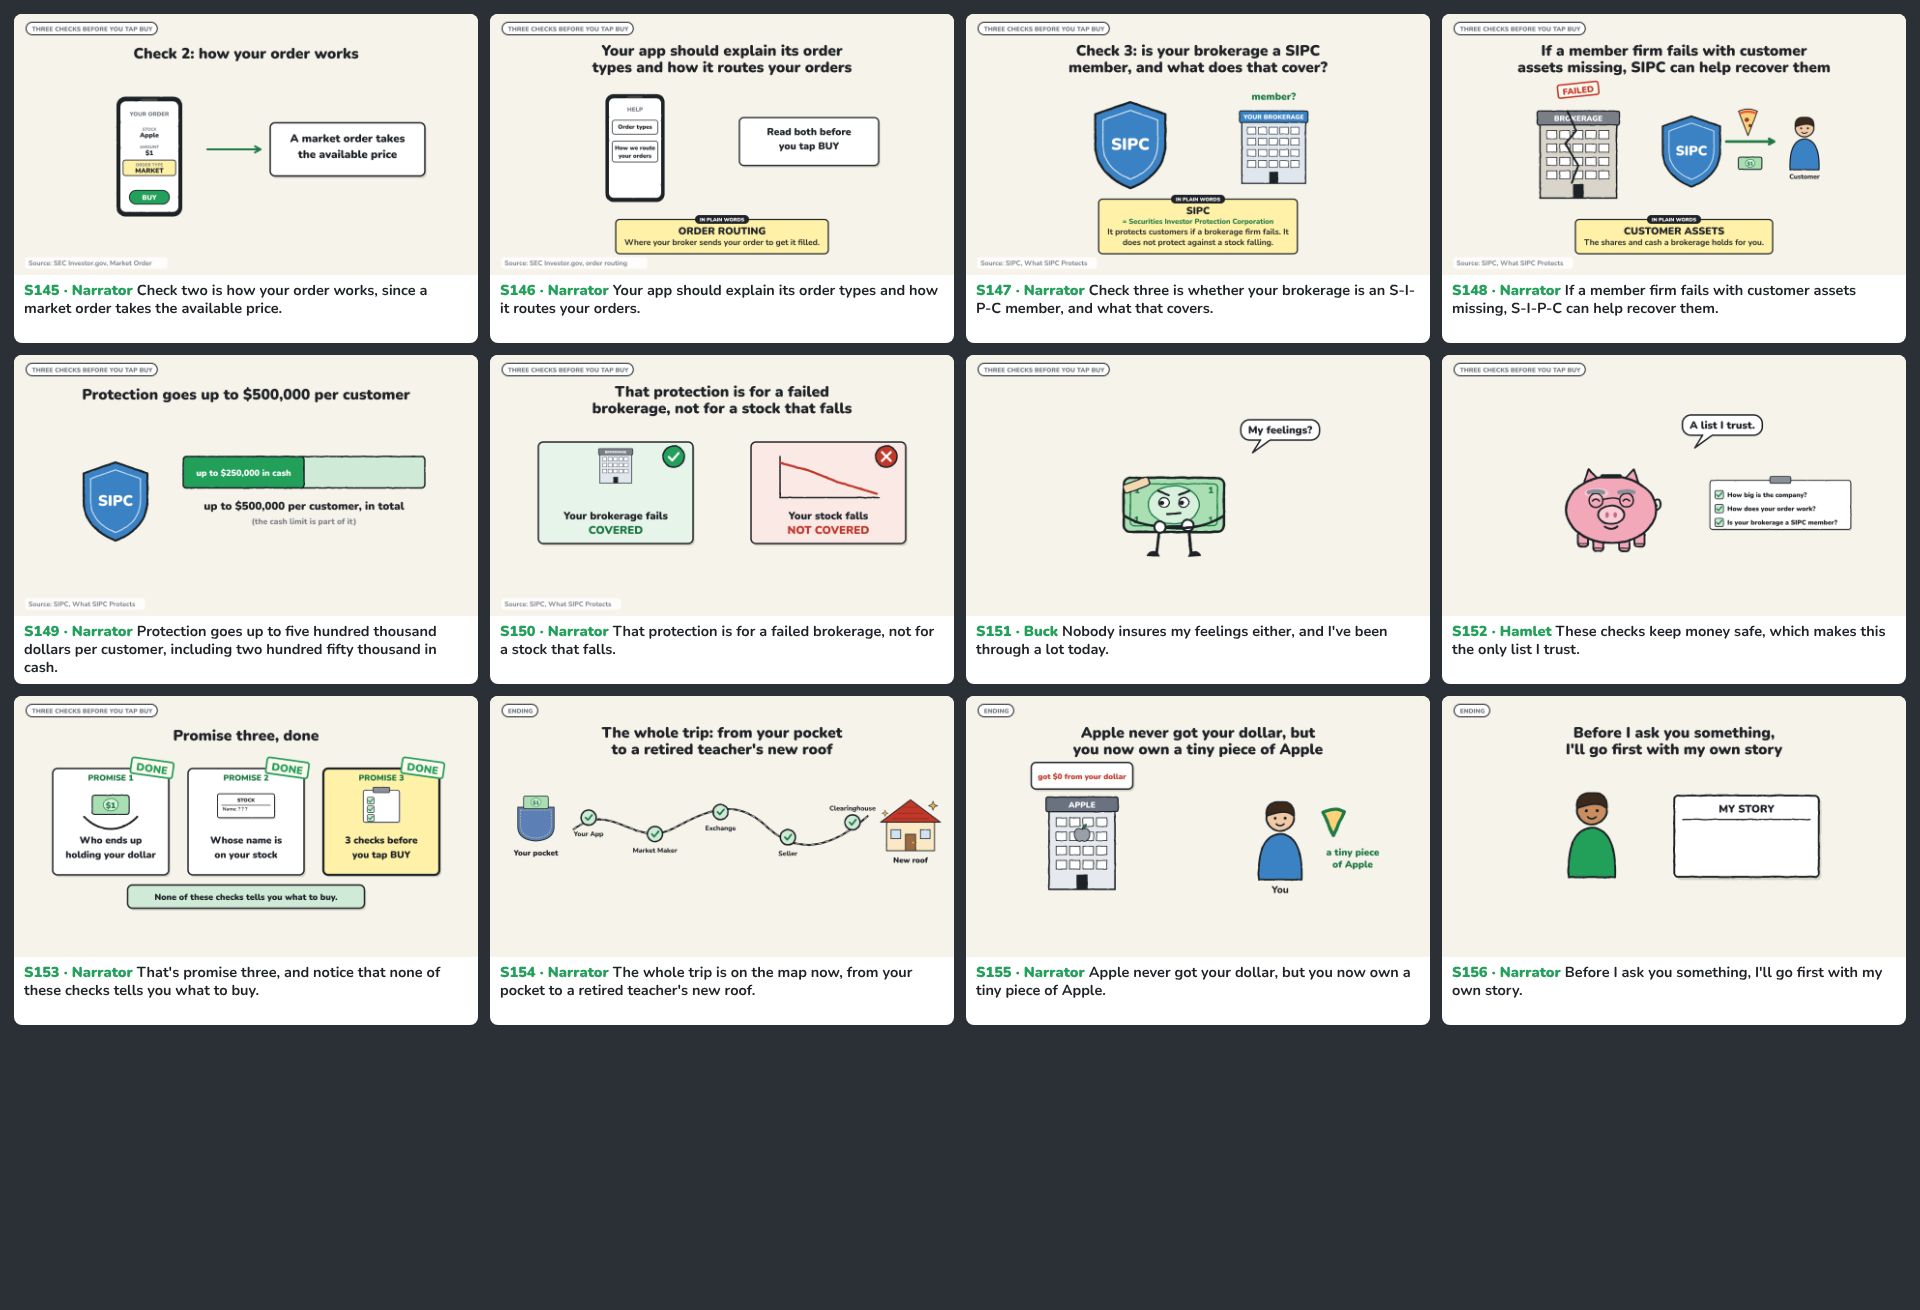 THREE CHECKS BEFORE YOU TAP BUY
Check 2: how your order works
YOUR ORDER
STOCK
Apple
AMOUNT
$1
ORDER TYPE
MARKET
BUY
A market order takes
the available price
Source: SEC Investor.gov, Market Order
S145 · Narrator Check two is how your order works, since a
market order takes the available price.
THREE CHECKS BEFORE YOU TAP BUY
Your app should explain its order
types and how it routes your orders
HELP
Order types
How we route
your orders
Read both before
you tap BUY
IN PLAIN WORDS
ORDER ROUTING
Where your broker sends your order to get it filled.
Source: SEC Investor.gov, order routing
S146 · Narrator Your app should explain its order types and how
it routes your orders.
THREE CHECKS BEFORE YOU TAP BUY
Check 3: is your brokerage a SIPC
member, and what does that cover?
SIPC
member?
YOUR BROKERAGE
IN PLAIN WORDS
SIPC
= Securities Investor Protection Corporation
It protects customers if a brokerage firm fails. It
does not protect against a stock falling.
Source: SIPC, What SIPC Protects
S147 · Narrator Check three is whether your brokerage is an S-I-
P-C member, and what that covers.
THREE CHECKS BEFORE YOU TAP BUY
If a member firm fails with customer
assets missing, SIPC can help recover them
FAILED
BROKERAGE
SIPC
$1
Customer
IN PLAIN WORDS
CUSTOMER ASSETS
The shares and cash a brokerage holds for you.
Source: SIPC, What SIPC Protects
S148 · Narrator If a member firm fails with customer assets
missing, S-I-P-C can help recover them.
THREE CHECKS BEFORE YOU TAP BUY
Protection goes up to $500,000 per customer
SIPC
up to $250,000 in cash
up to $500,000 per customer, in total
(the cash limit is part of it)
Source: SIPC, What SIPC Protects
S149 · Narrator Protection goes up to five hundred thousand
dollars per customer, including two hundred fifty thousand in
cash.
THREE CHECKS BEFORE YOU TAP BUY
That protection is for a failed
brokerage, not for a stock that falls
BROKERAGE
Your brokerage fails
COVERED
Your stock falls
NOT COVERED
Source: SIPC, What SIPC Protects
S150 · Narrator That protection is for a failed brokerage, not for
a stock that falls.
THREE CHECKS BEFORE YOU TAP BUY
My feelings?
1
1
S151 · Buck Nobody insures my feelings either, and I've been
through a lot today.
THREE CHECKS BEFORE YOU TAP BUY
A list I trust.
How big is the company?
How does your order work?
Is your brokerage a SIPC member?
S152 · Hamlet These checks keep money safe, which makes this
the only list I trust.
THREE CHECKS BEFORE YOU TAP BUY
Promise three, done
DONE
PROMISE 1
$1
Who ends up
holding your dollar
DONE
PROMISE 2
STOCK
Name: ? ? ?
Whose name is
on your stock
DONE
PROMISE 3
3 checks before
you tap BUY
None of these checks tells you what to buy.
S153 · Narrator That's promise three, and notice that none of
these checks tells you what to buy.
ENDING
The whole trip: from your pocket
to a retired teacher's new roof
$1
Your pocket
Your App
Market Maker
Exchange
Seller
Clearinghouse
New roof
S154 · Narrator The whole trip is on the map now, from your
pocket to a retired teacher's new roof.
ENDING
Apple never got your dollar, but
you now own a tiny piece of Apple
got $0 from your dollar
APPLE
You
a tiny piece
of Apple
S155 · Narrator Apple never got your dollar, but you now own a
tiny piece of Apple.
ENDING
Before I ask you something,
I'll go first with my own story
MY STORY
S156 · Narrator Before I ask you something, I'll go first with my
own story.